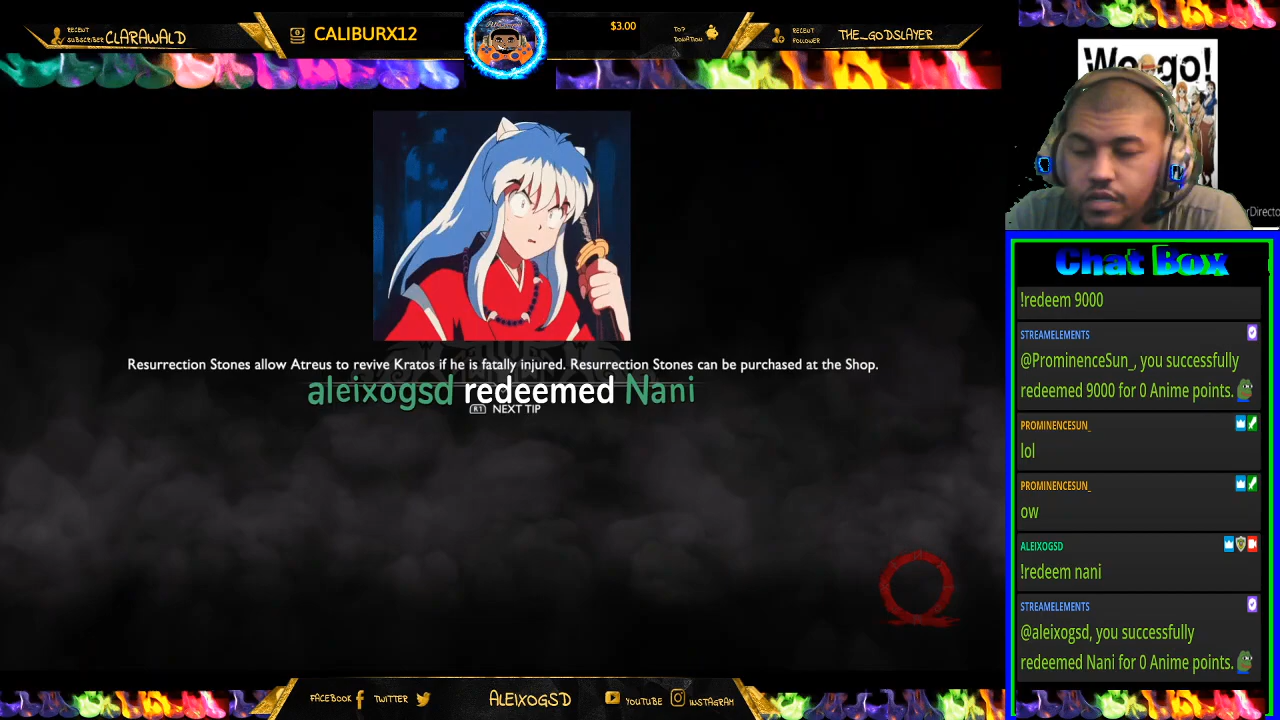 RECENT
SUBSCRIBER
CLARAWALD
CALIBURX12
$3.00
TOP
DONATION
RECENT
FOLLOWER
THE_GODSLAYER
We go!
Chat Box
!redeem 9000
STREAMELEMENTS
@ProminenceSun_, you successfully
redeemed 9000 for 0 Anime points.
PROMINENCESUN_
lol
PROMINENCESUN_
ow
ALEIXOGSD
!redeem nani
STREAMELEMENTS
@aleixogsd, you successfully
redeemed Nani for 0 Anime points.
Resurrection Stones allow Atreus to revive Kratos if he is fatally injured. Resurrection Stones can be purchased at the Shop.
aleixogsd redeemed Nani
R1 NEXT TIP
FACEBOOK
TWITTER
ALEIXOGSD
YOUTUBE
INSTAGRAM